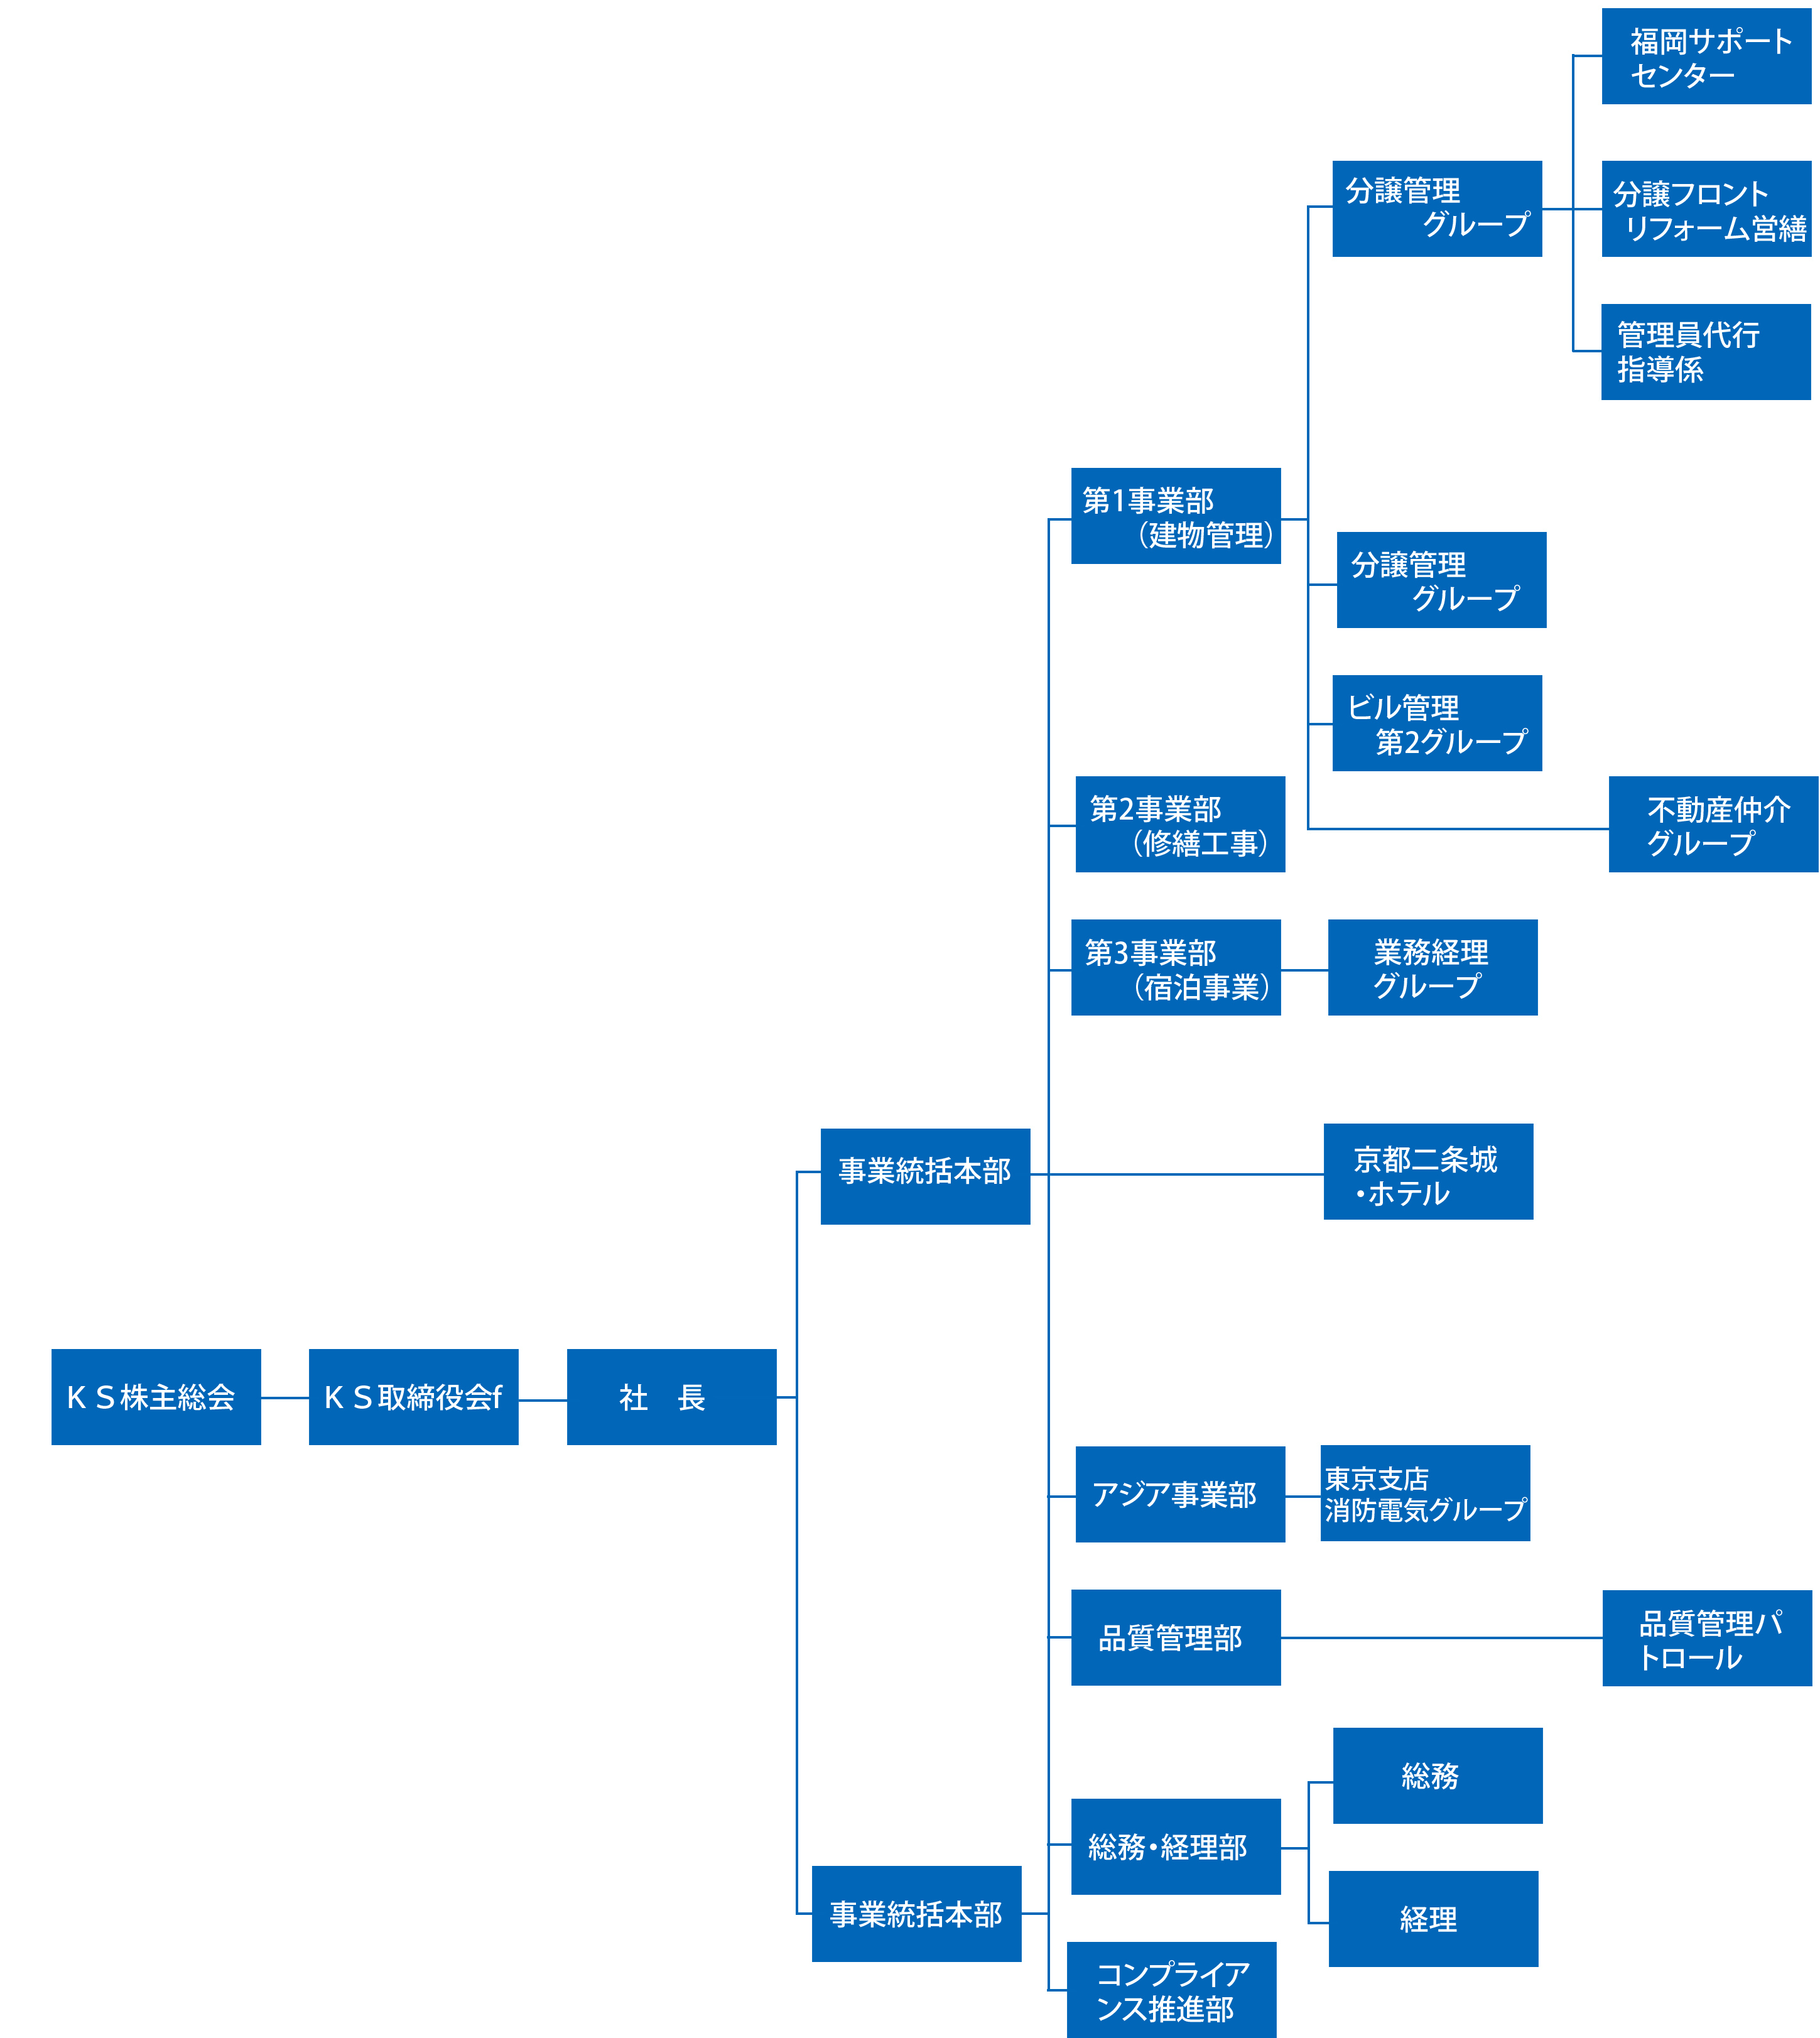 福岡サポート
センター
分譲管理
グループ
分譲フロント
リフォーム営繕
管理員代行
指導係
第1事業部
（建物管理）
分譲管理
グループ
ビル管理
第2グループ
第2事業部
（修繕工事）
不動産仲介
グループ
第3事業部
（宿泊事業）
業務経理
グループ
事業統括本部
京都二条城
・ホテル
ＫＳ株主総会
ＫＳ取締役会f
社　長
アジア事業部
東京支店
消防電気グループ
品質管理部
品質管理パ
トロール
総務
総務・経理部
経理
事業統括本部
コンプライア
ンス推進部